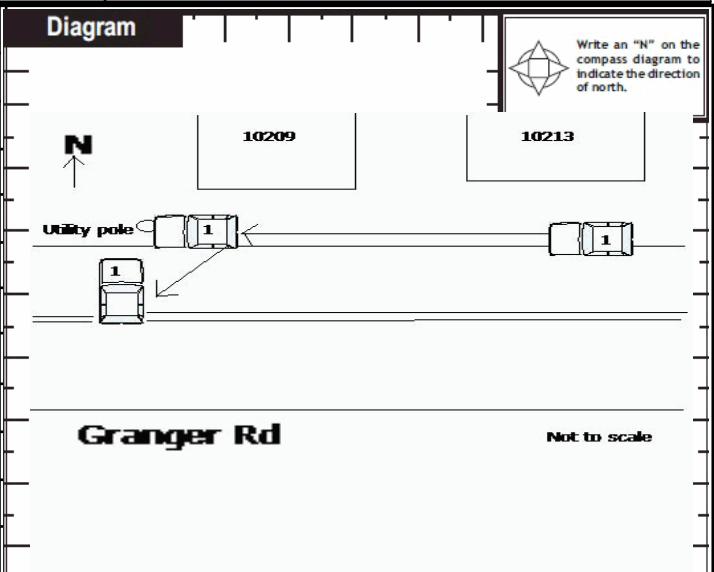 Diagram
Write an “N” on the
compass diagram to
indicate the direction
of north.
10209
10213
N
Utility pole
1
1
1
Granger Rd
Not to scale